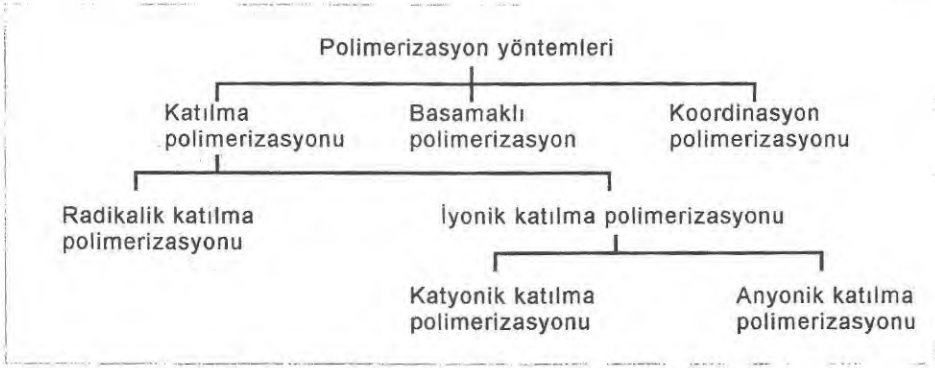 Polimerizasyon yöntemleri
Katılma
polimerizasyonu
Basamaklı
polimerizasyon
Koordinasyon
polimerizasyonu
Radikalik katılma
polimerizasyonu
İyonik katılma polimerizasyonu
Katyonik katılma
polimerizasyonu
Anyonik katılma
polimerizasyonu